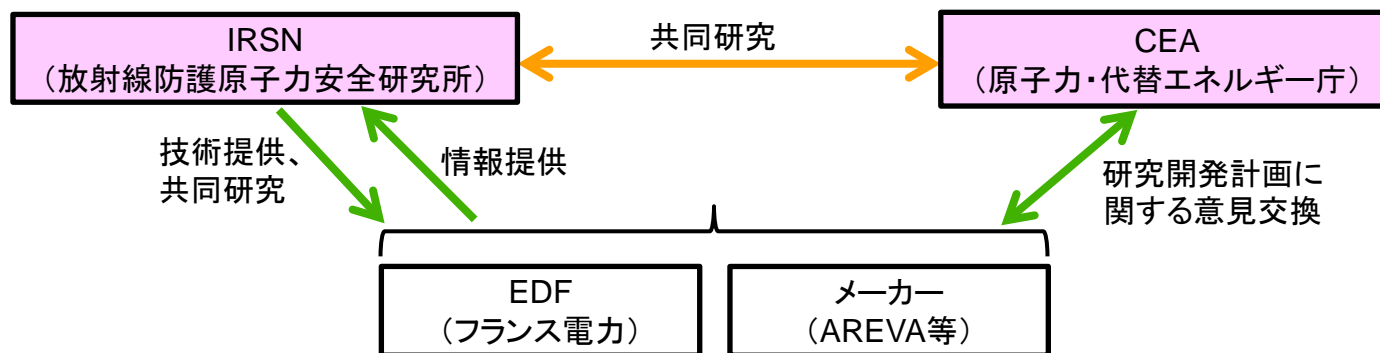 IRSN
（放射線防護原子力安全研究所）
共同研究
CEA
（原子力・代替エネルギー庁）
技術提供、
共同研究
情報提供
研究開発計画に
関する意見交換
EDF
（フランス電力）
メーカー
（AREVA等）